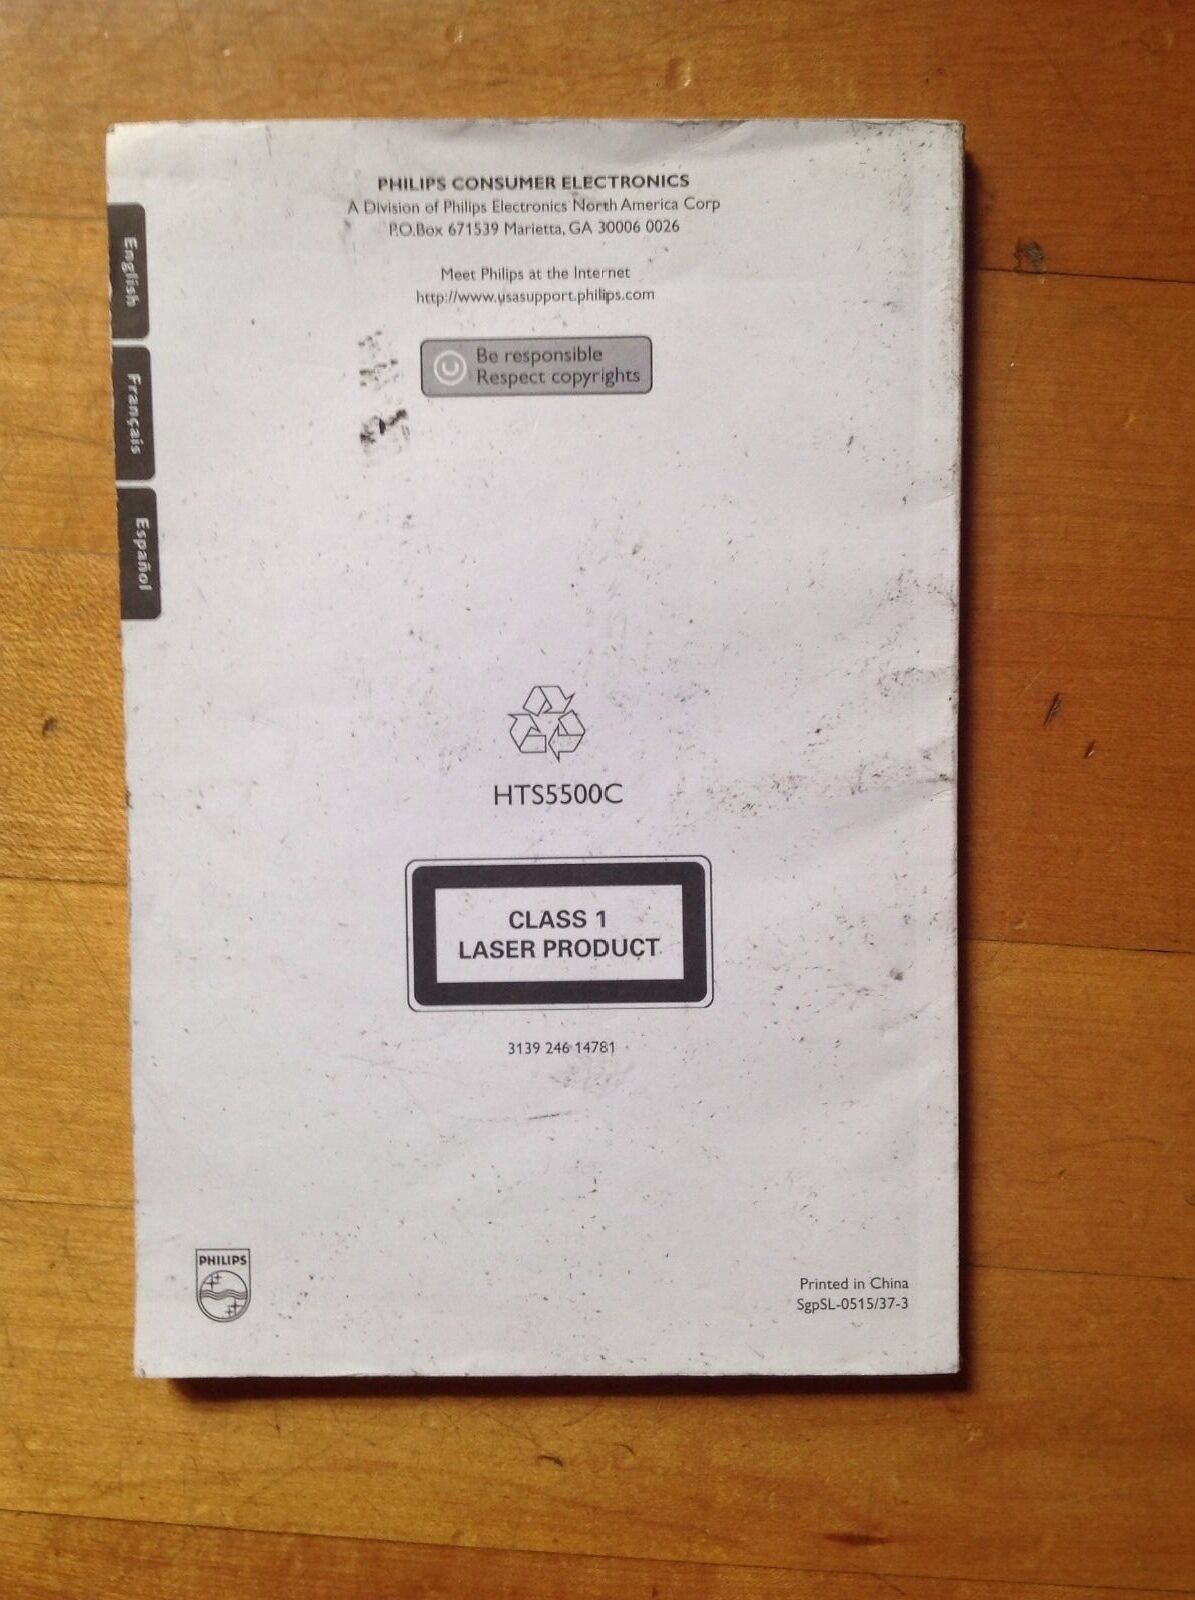 PHILIPS CONSUMER ELECTRONICS
A Division of Philips Electronics North America Corp
P.O.Box 671539 Marietta, GA 30006 0026
Meet Philips at the Internet
http://www.usasupport.philips.com
Be responsible
Respect copyrights
English
Français
Español
HTS5500C
CLASS 1
LASER PRODUCT
3139 246 14781
PHILIPS
Printed in China
SgpSL-0515/37-3